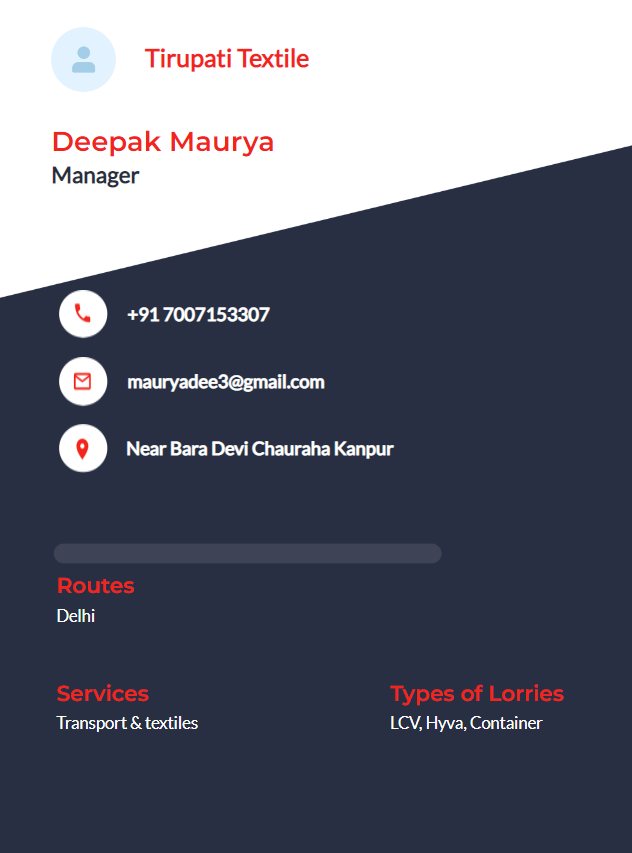 Tirupati Textile
Deepak Maurya
Manager
+91 7007153307
mauryadee3@gmail.com
Near Bara Devi Chauraha Kanpur
Routes
Delhi
Services
Transport & textiles
Types of Lorries
LCV, Hyva, Container